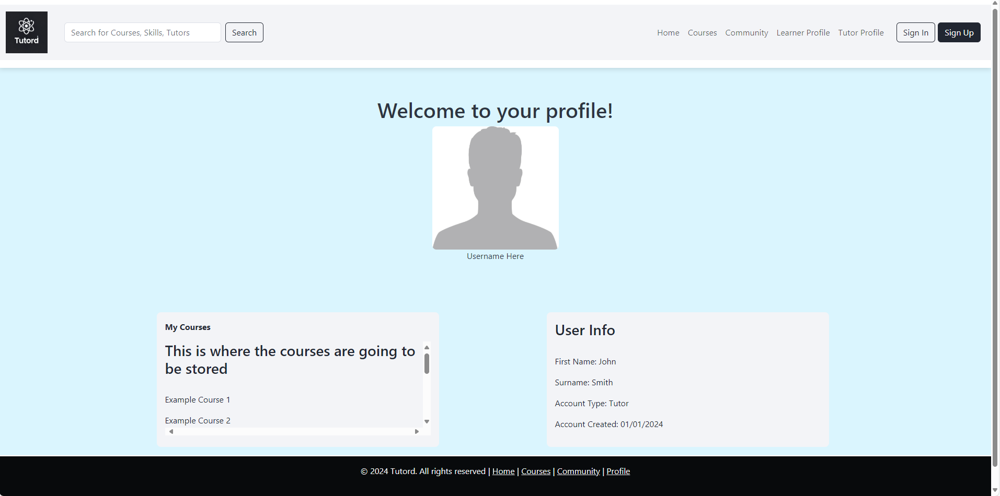 Tutord
Search for Courses, Skills, Tutors
Search
Home
Courses
Community
Learner Profile
Tutor Profile
Sign In
Sign Up
Welcome to your profile!
Username Here
My Courses
This is where the courses are going to
be stored
Example Course 1
Example Course 2
User Info
First Name: John
Surname: Smith
Account Type: Tutor
Account Created: 01/01/2024
© 2024 Tutord. All rights reserved | Home | Courses | Community | Profile